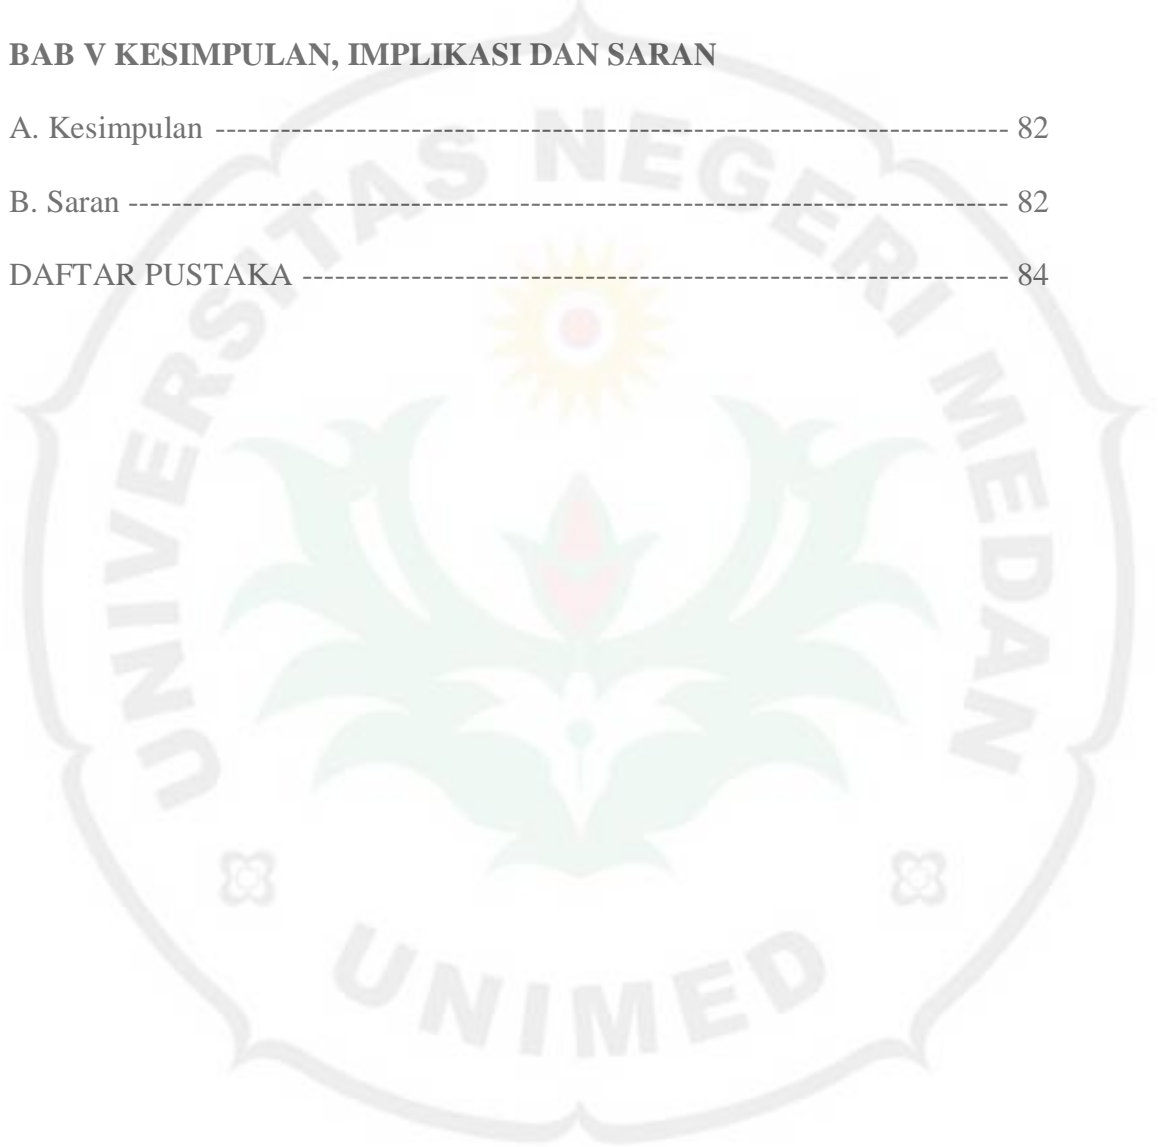 BAB V KESIMPULAN, IMPLIKASI DAN SARAN
A. Kesimpulan ------------------------------------------------------------------------- 82
B. Saran --------------------------------------------------------------------------------- 82
DAFTAR PUSTAKA ----------------------------------------------------------------- 84
UNIVERSITAS NEGERI MEDAN
UNIMED